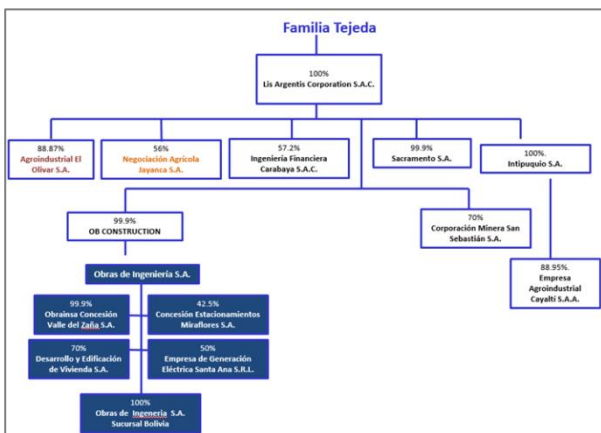 Familia Tejeda
100%
Lis Argentis Corporation S.A.C.
88.87%
Agroindustrial El
Olivar S.A.
56%
Negociación Agrícola
Jayanca S.A.
57.2%
Ingeniería Financiera
Carabaya S.A.C.
99.9%
Sacramento S.A.
100%.
Intipuquio S.A.
99.9%
OB CONSTRUCTION
70%
Corporación Minera San
Sebastián S.A.
88.95%.
Empresa
Agroindustrial
Cayaltí S.A.A.
Obras de Ingeniería S.A.
99.9%
Obrainsa Concesión
Valle del Zaña S.A.
42.5%
Concesión Estacionamientos
Miraflores S.A.
70%
Desarrollo y Edificación
de Vivienda S.A.
50%
Empresa de Generación
Eléctrica Santa Ana S.R.L.
100%
Obras de Ingeneria S.A.
Sucursal Bolivia